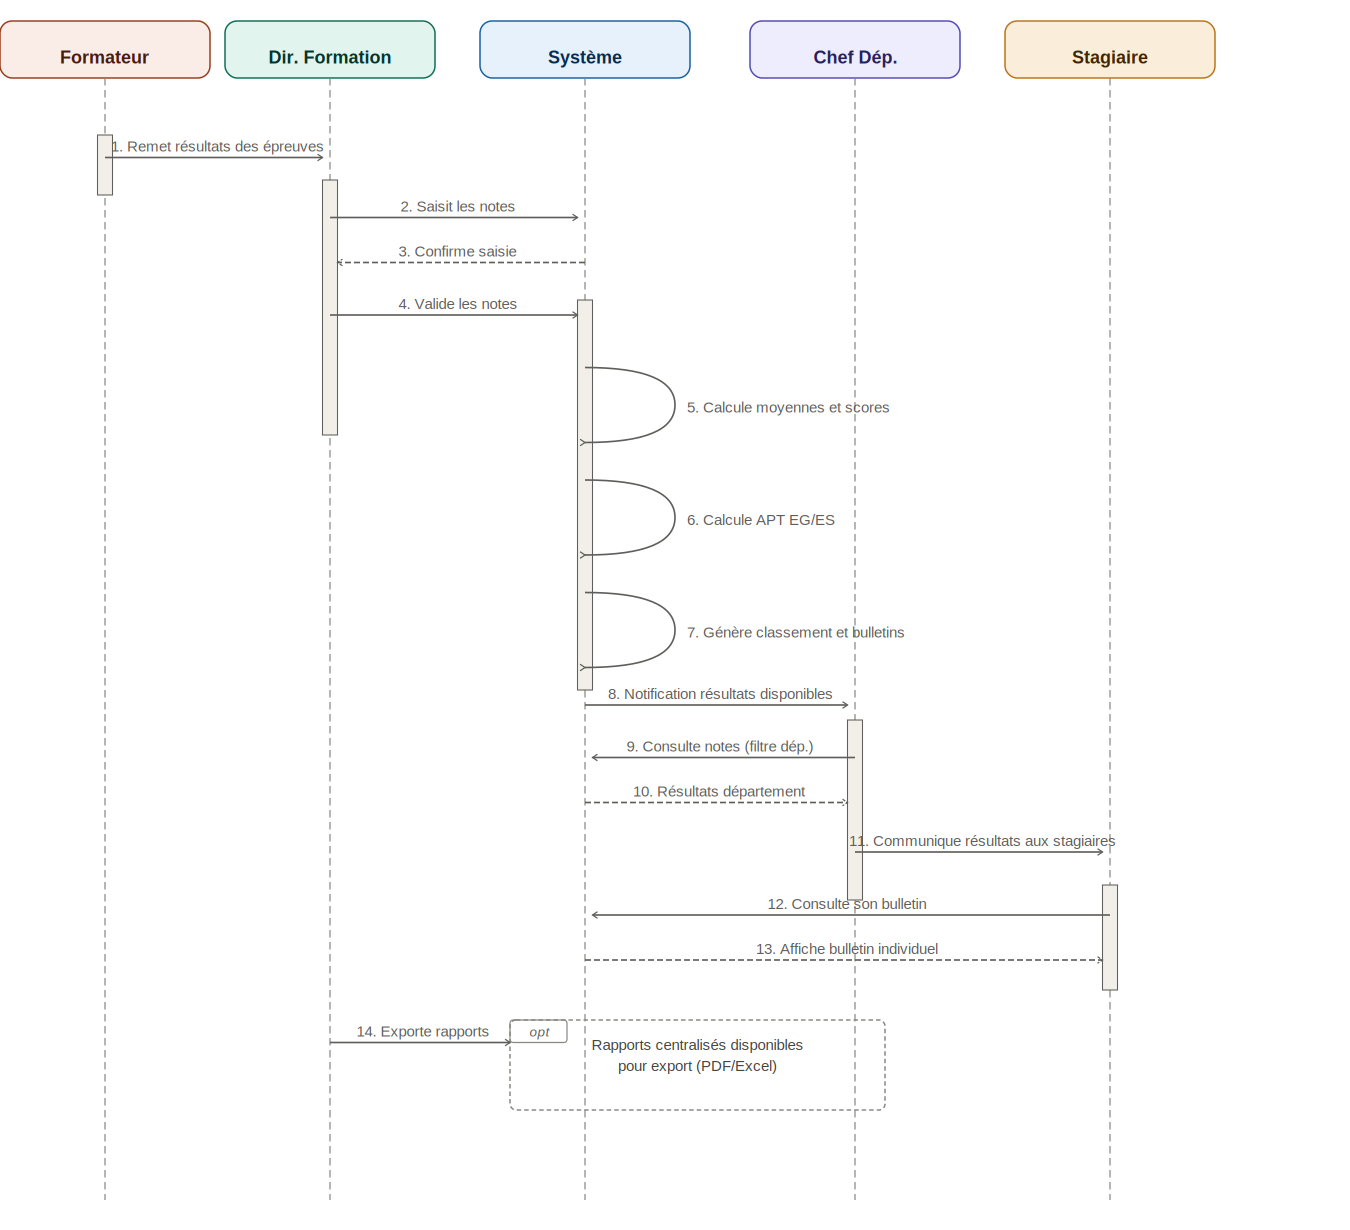 Formateur
Dir. Formation
Système
Chef Dép.
Stagiaire
1. Remet résultats des épreuves
2. Saisit les notes
3. Confirme saisie
4. Valide les notes
5. Calcule moyennes et scores
6. Calcule APT EG/ES
7. Génère classement et bulletins
8. Notification résultats disponibles
9. Consulte notes (filtre dép.)
10. Résultats département
11. Communique résultats aux stagiaires
12. Consulte son bulletin
13. Affiche bulletin individuel
14. Exporte rapports
opt
Rapports centralisés disponibles
pour export (PDF/Excel)